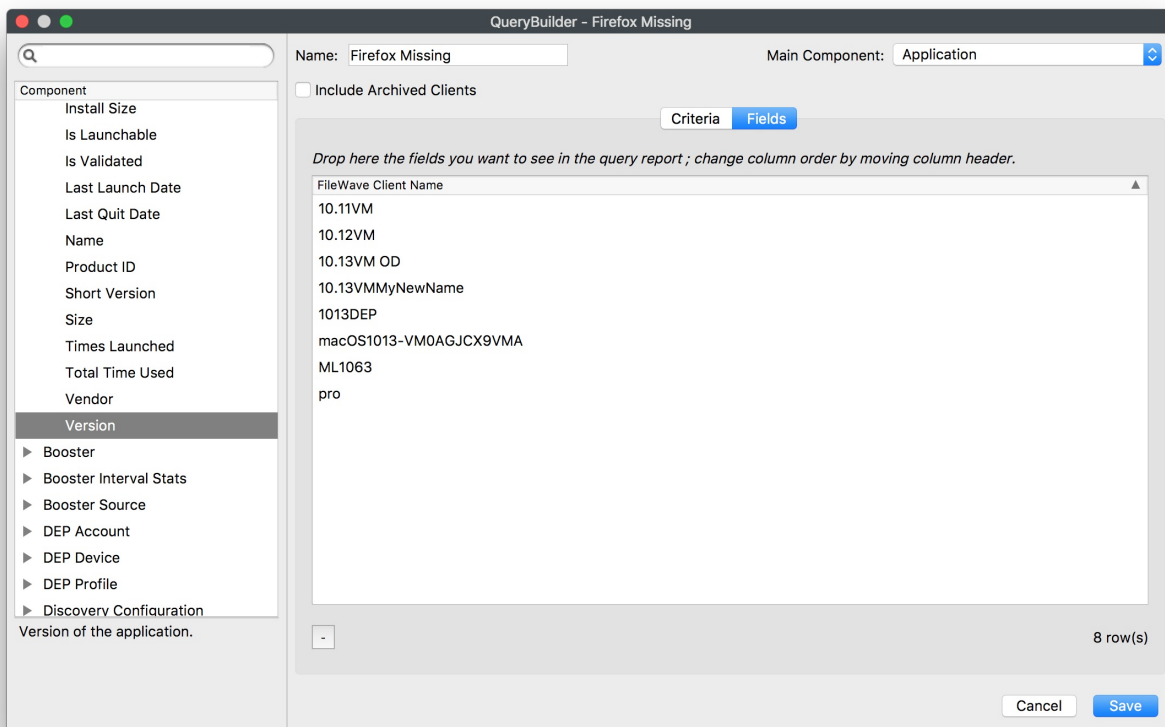 QueryBuilder - Firefox Missing
Name: Firefox Missing
Main Component: Application
Include Archived Clients
Component
Install Size
Is Launchable
Is Validated
Last Launch Date
Last Quit Date
Name
Product ID
Short Version
Size
Times Launched
Total Time Used
Vendor
Version
Booster
Booster Interval Stats
Booster Source
DEP Account
DEP Device
DEP Profile
Discovery Configuration
Version of the application.
Criteria Fields
Drop here the fields you want to see in the query report ; change column order by moving column header.
FileWave Client Name
10.11VM
10.12VM
10.13VM OD
10.13VMMyNewName
1013DEP
macOS1013-VM0AGJCX9VMA
ML1063
pro
-
8 row(s)
Cancel Save